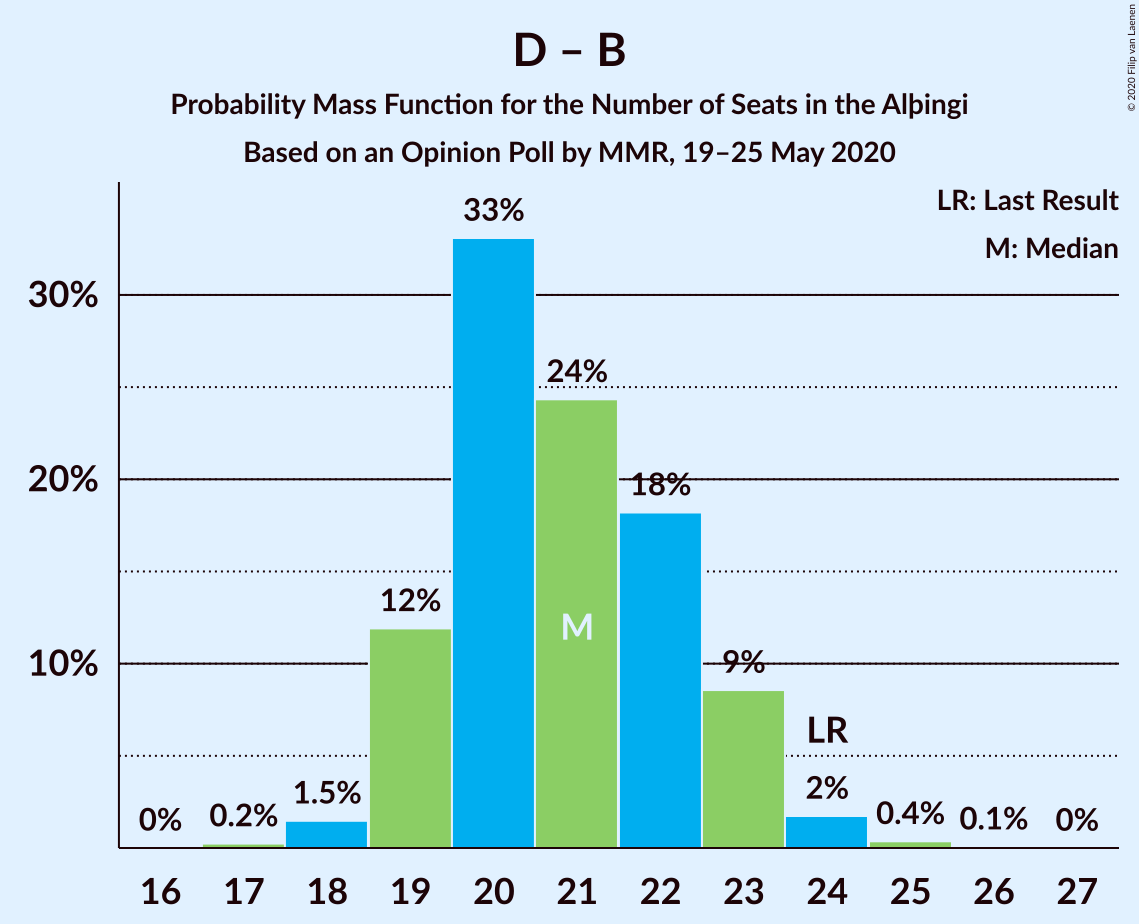 D – B
Probability Mass Function for the Number of Seats in the Alþingi
Based on an Opinion Poll by MMR, 19–25 May 2020
© 2020 Filip van Laenen
LR: Last Result
M: Median
30%
20%
10%
0%
0.2%
1.5%
12%
33%
24%
18%
9%
2%
0.4%
0.1%
0%
M
LR
16 17 18 19 20 21 22 23 24 25 26 27